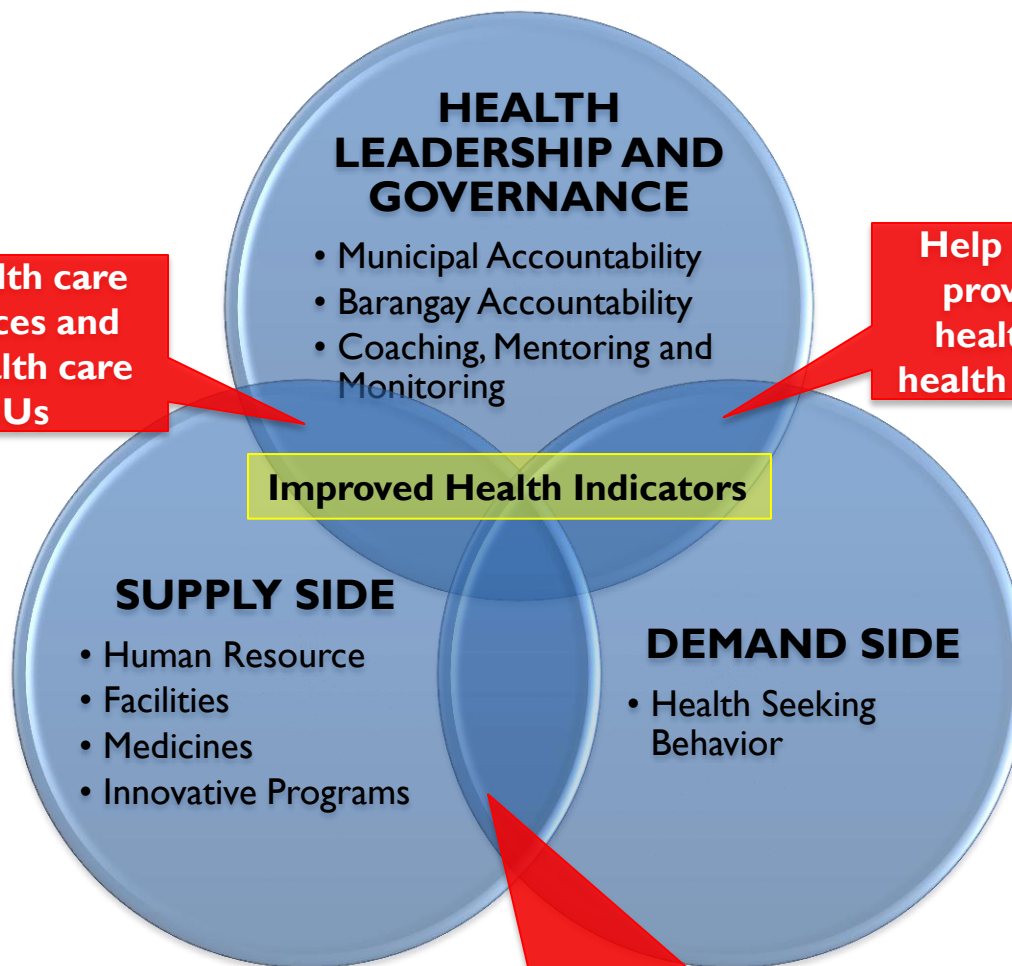 HEALTH
LEADERSHIP AND
GOVERNANCE
• Municipal Accountability
• Barangay Accountability
• Coaching, Mentoring and
Monitoring
lth care
ces and
alth care
Us
Help
prov
healt
health
Improved Health Indicators
SUPPLY SIDE
• Human Resource
• Facilities
• Medicines
• Innovative Programs
DEMAND SIDE
• Health Seeking
Behavior